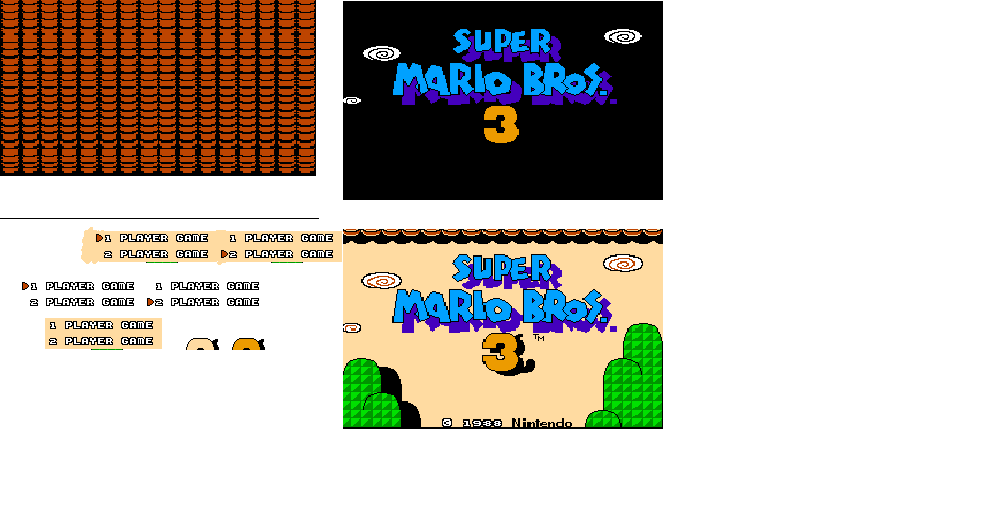 SUPER
MARIO BROS.
3
1 PLAYER GAME 1 PLAYER GAME
2 PLAYER GAME 2 PLAYER GAME
1 PLAYER GAME 1 PLAYER GAME
2 PLAYER GAME 2 PLAYER GAME
1 PLAYER GAME
2 PLAYER GAME
SUPER
MARIO BROS.
3 TM
© 1988 Nintendo